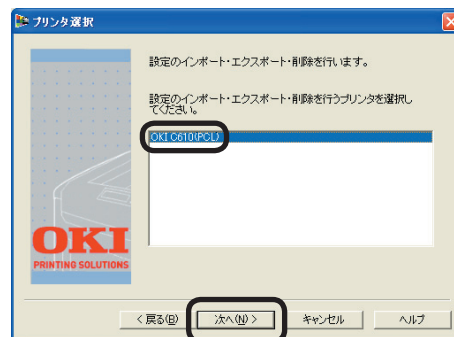 プリンタ選択
設定のインポート・エクスポート・削除を行います。
設定のインポート・エクスポート・削除を行うプリンタを選択し
てください。
OKI C610(PCL)
OKI
PRINTING SOLUTIONS
< 戻る(B)
次へ(N) >
キャンセル
ヘルプ